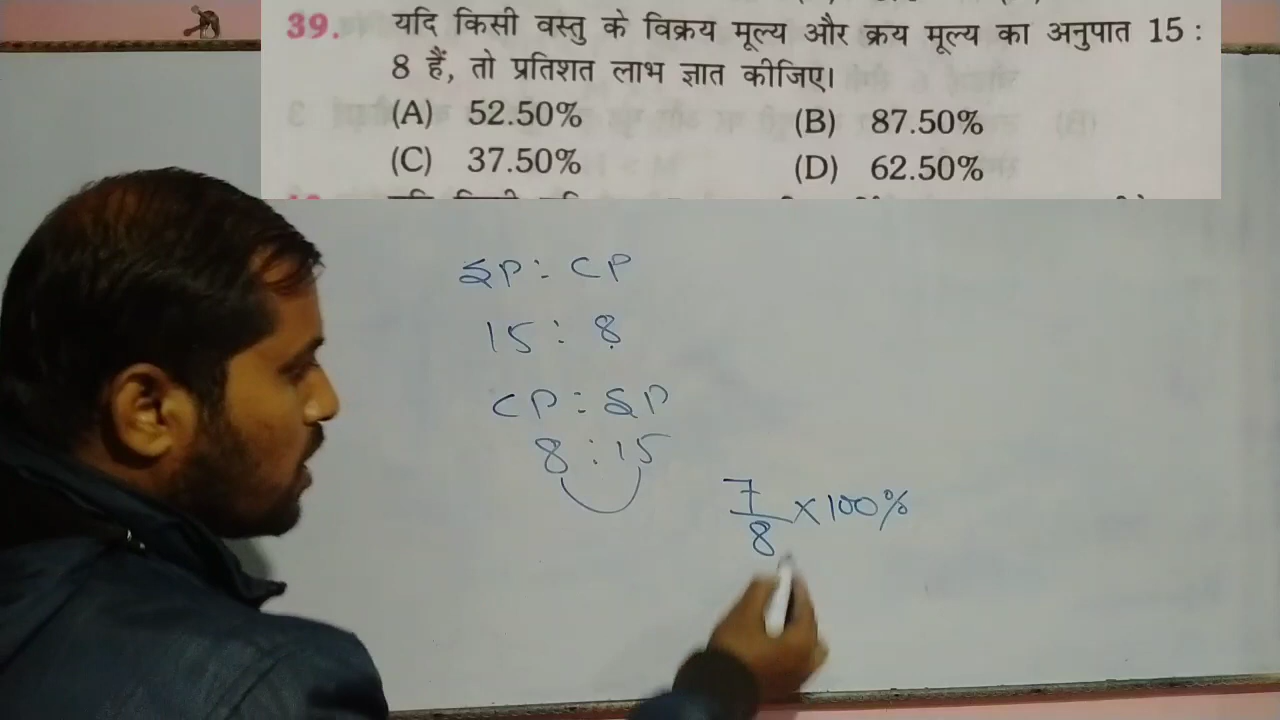 39. यदि किसी वस्तु के विक्रय मूल्य और क्रय मूल्य का अनुपात 15 :
8 हैं, तो प्रतिशत लाभ ज्ञात कीजिए।
(A) 52.50% (B) 87.50%
(C) 37.50% (D) 62.50%
SP : CP
15 : 8
CP : SP
8 : 15
7/8 × 100%